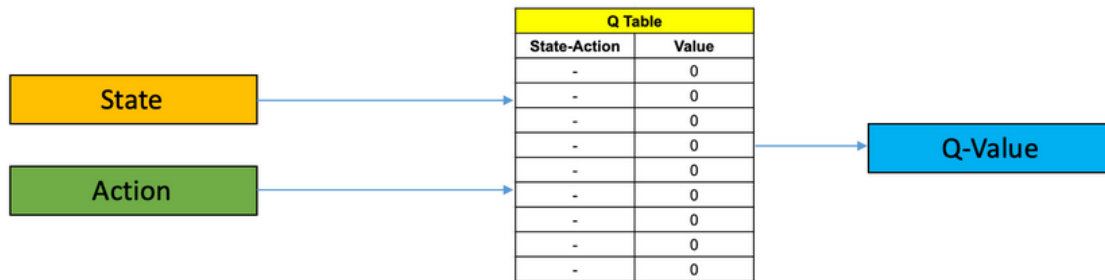 Q Table
State-Action Value
- 0
- 0
State
- 0
- 0
Q-Value
- 0
Action
- 0
- 0
- 0
- 0